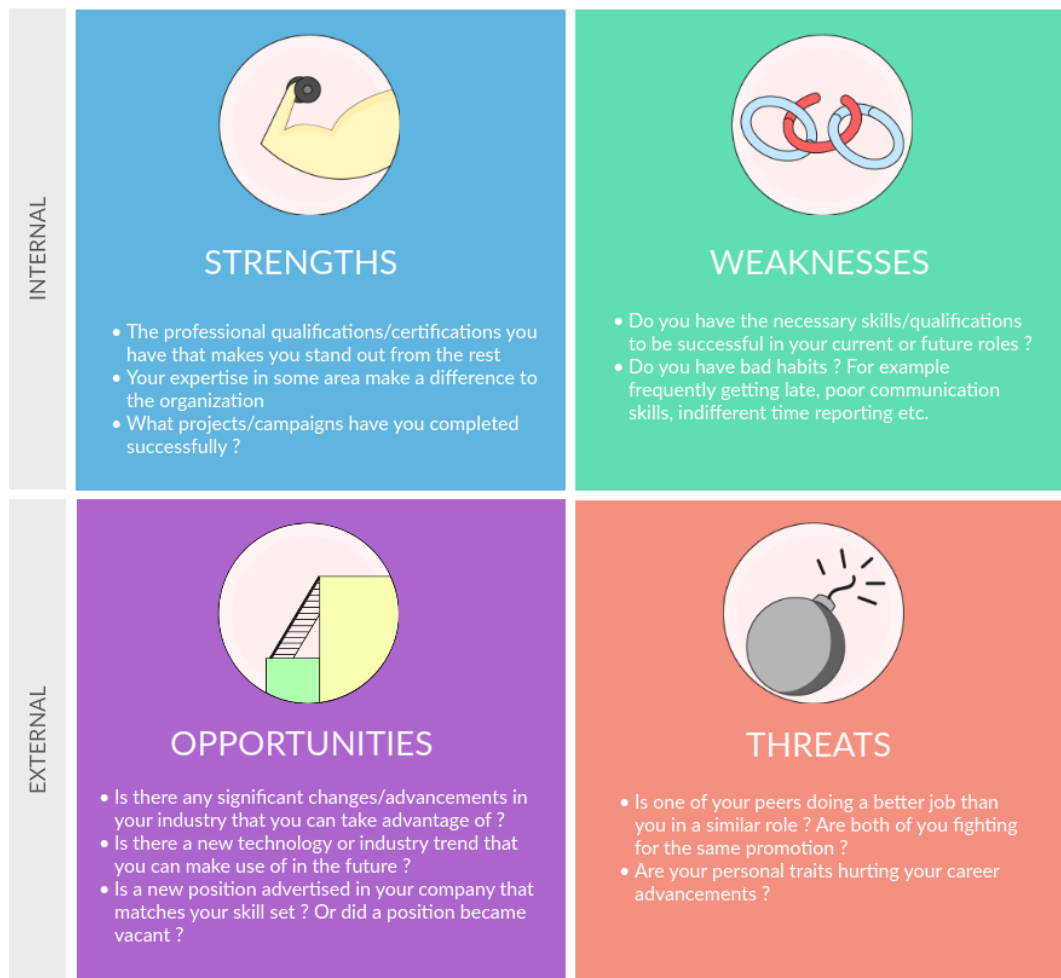 INTERNAL
STRENGTHS
• The professional qualifications/certifications you
have that makes you stand out from the rest
• Your expertise in some area make a difference to
the organization
• What projects/campaigns have you completed
successfully ?
WEAKNESSES
• Do you have the necessary skills/qualifications
to be successful in your current or future roles ?
• Do you have bad habits ? For example
frequently getting late, poor communication
skills, indifferent time reporting etc.
EXTERNAL
OPPORTUNITIES
• Is there any significant changes/advancements in
your industry that you can take advantage of ?
• Is there a new technology or industry trend that
you can make use of in the future ?
• Is a new position advertised in your company that
matches your skill set ? Or did a position became
vacant ?
THREATS
• Is one of your peers doing a better job than
you in a similar role ? Are both of you fighting
for the same promotion ?
• Are your personal traits hurting your career
advancements ?